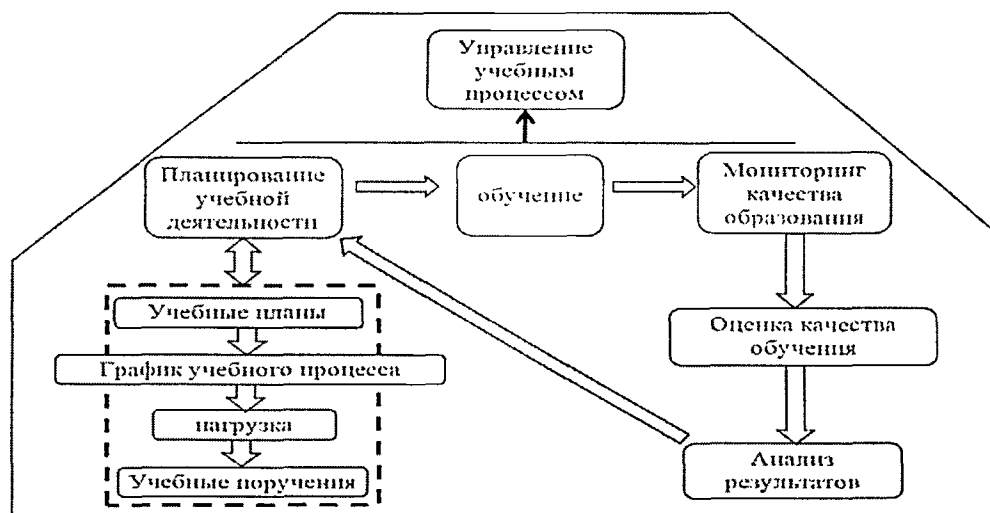 Управление
учебным
процессом
Планирование
учебной
деятельности
обучение
Мониторинг
качества
образования
Учебные планы
График учебного процесса
нагрузка
Учебные поручения
Оценка качества
обучения
Анализ
результатов